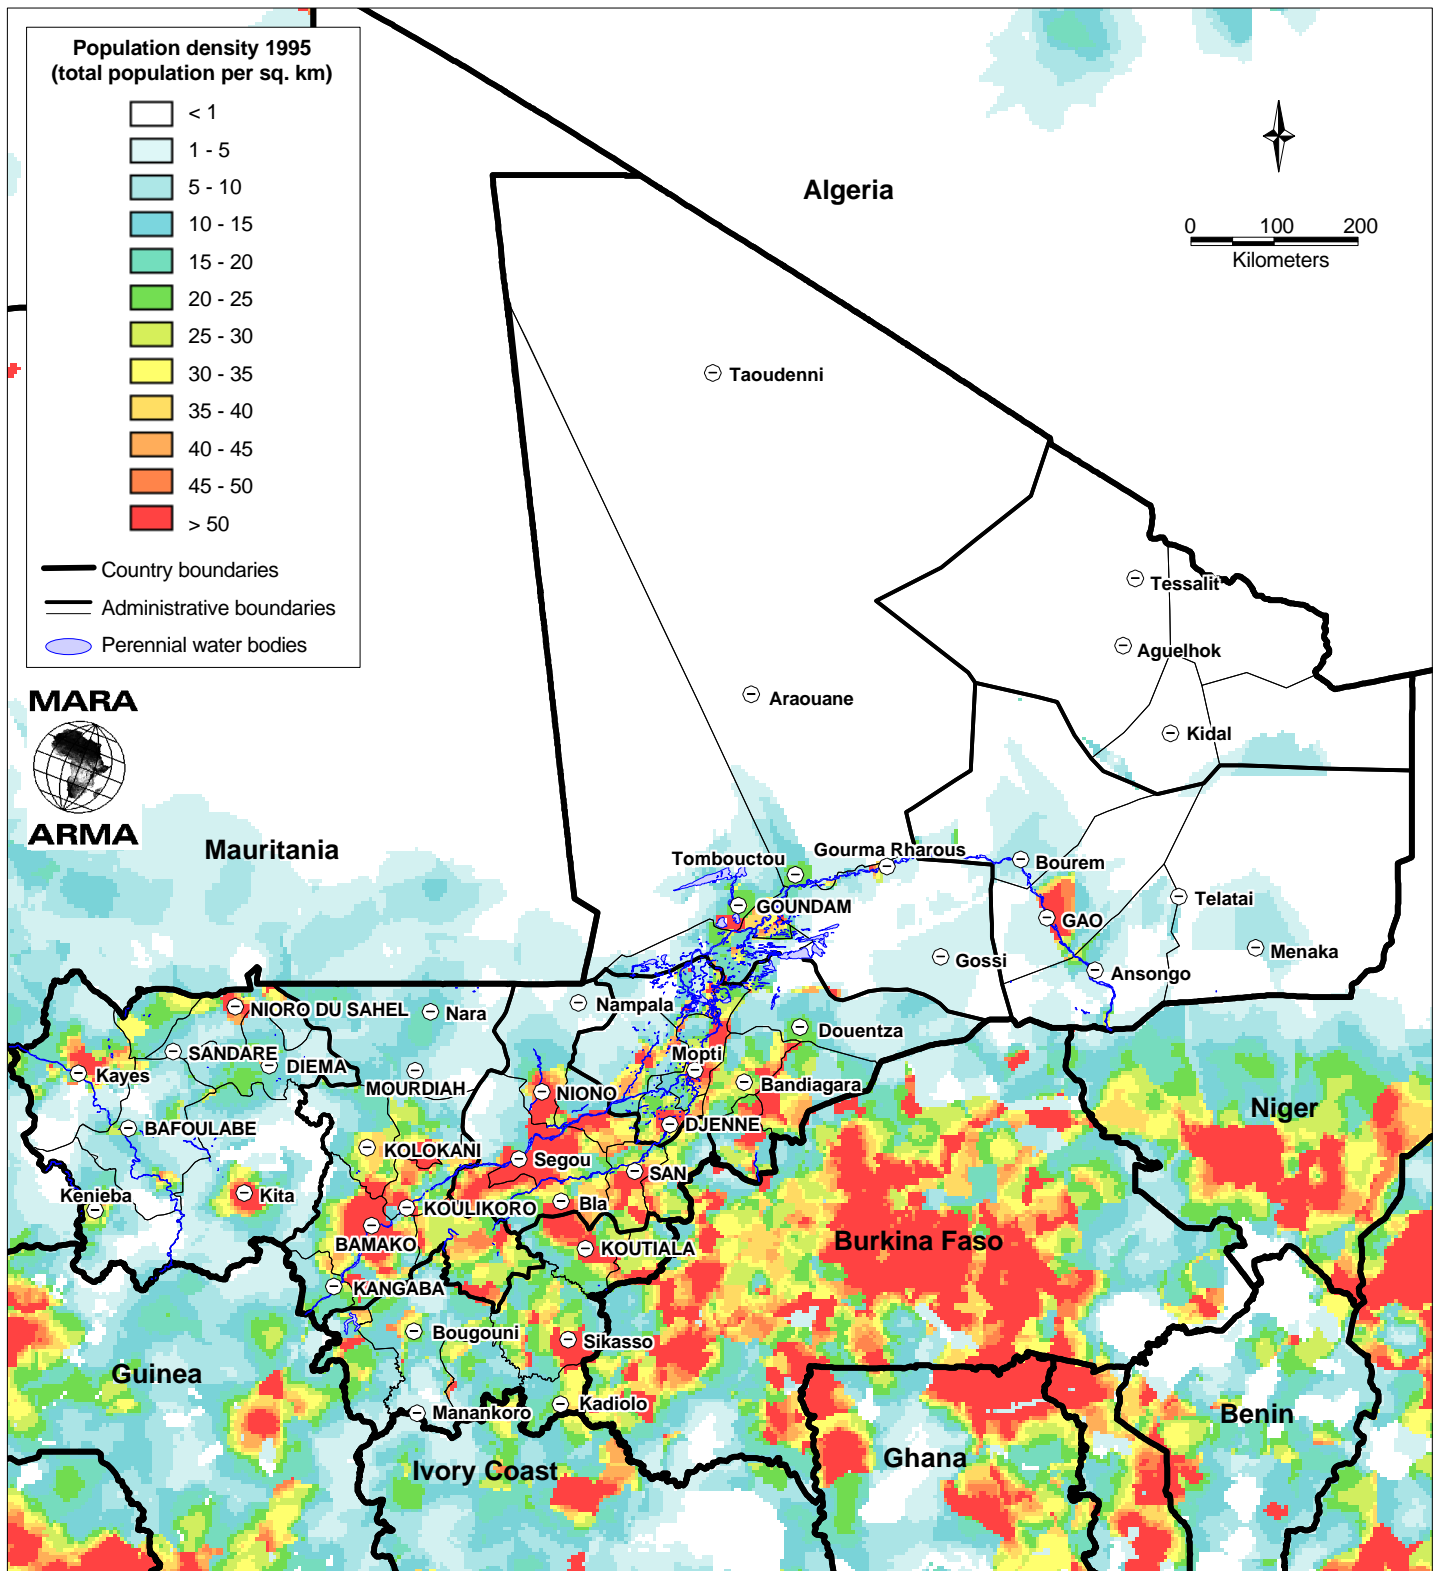 Population density 1995
(total population per sq. km)
< 1
1 - 5
5 - 10
10 - 15
15 - 20
20 - 25
25 - 30
30 - 35
35 - 40
40 - 45
45 - 50
> 50
Country boundaries
Administrative boundaries
Perennial water bodies
MARA
ARMA
Algeria
0 100 200
Kilometers
Taoudenni
Tessalit
Aguelhok
Araouane
Kidal
Mauritania
Tombouctou
Gourma Rharous
Bourem
GOUNDAM
GAO
Telatai
Gossi
Menaka
Ansongo
NIORO DU SAHEL
Nara
Nampala
Douentza
SANDARE
DIEMA
Mopti
Kayes
MOURDIAH
NIONO
Bandiagara
Niger
BAFOULABE
DJENNE
KOLOKANI
Segou
SAN
Kenieba
Kita
KOULIKORO
Bla
BAMAKO
KOUTIALA
Burkina Faso
KANGABA
Bougouni
Sikasso
Guinea
Manankoro
Kadiolo
Benin
Ivory Coast
Ghana